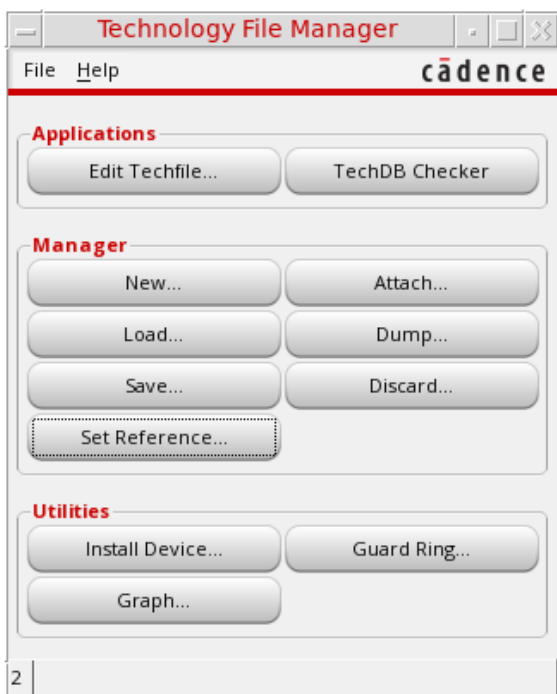 Technology File Manager
File Help cādence
Applications
Edit Techfile... TechDB Checker
Manager
New... Attach...
Load... Dump...
Save... Discard...
Set Reference...
Utilities
Install Device... Guard Ring...
Graph...
2